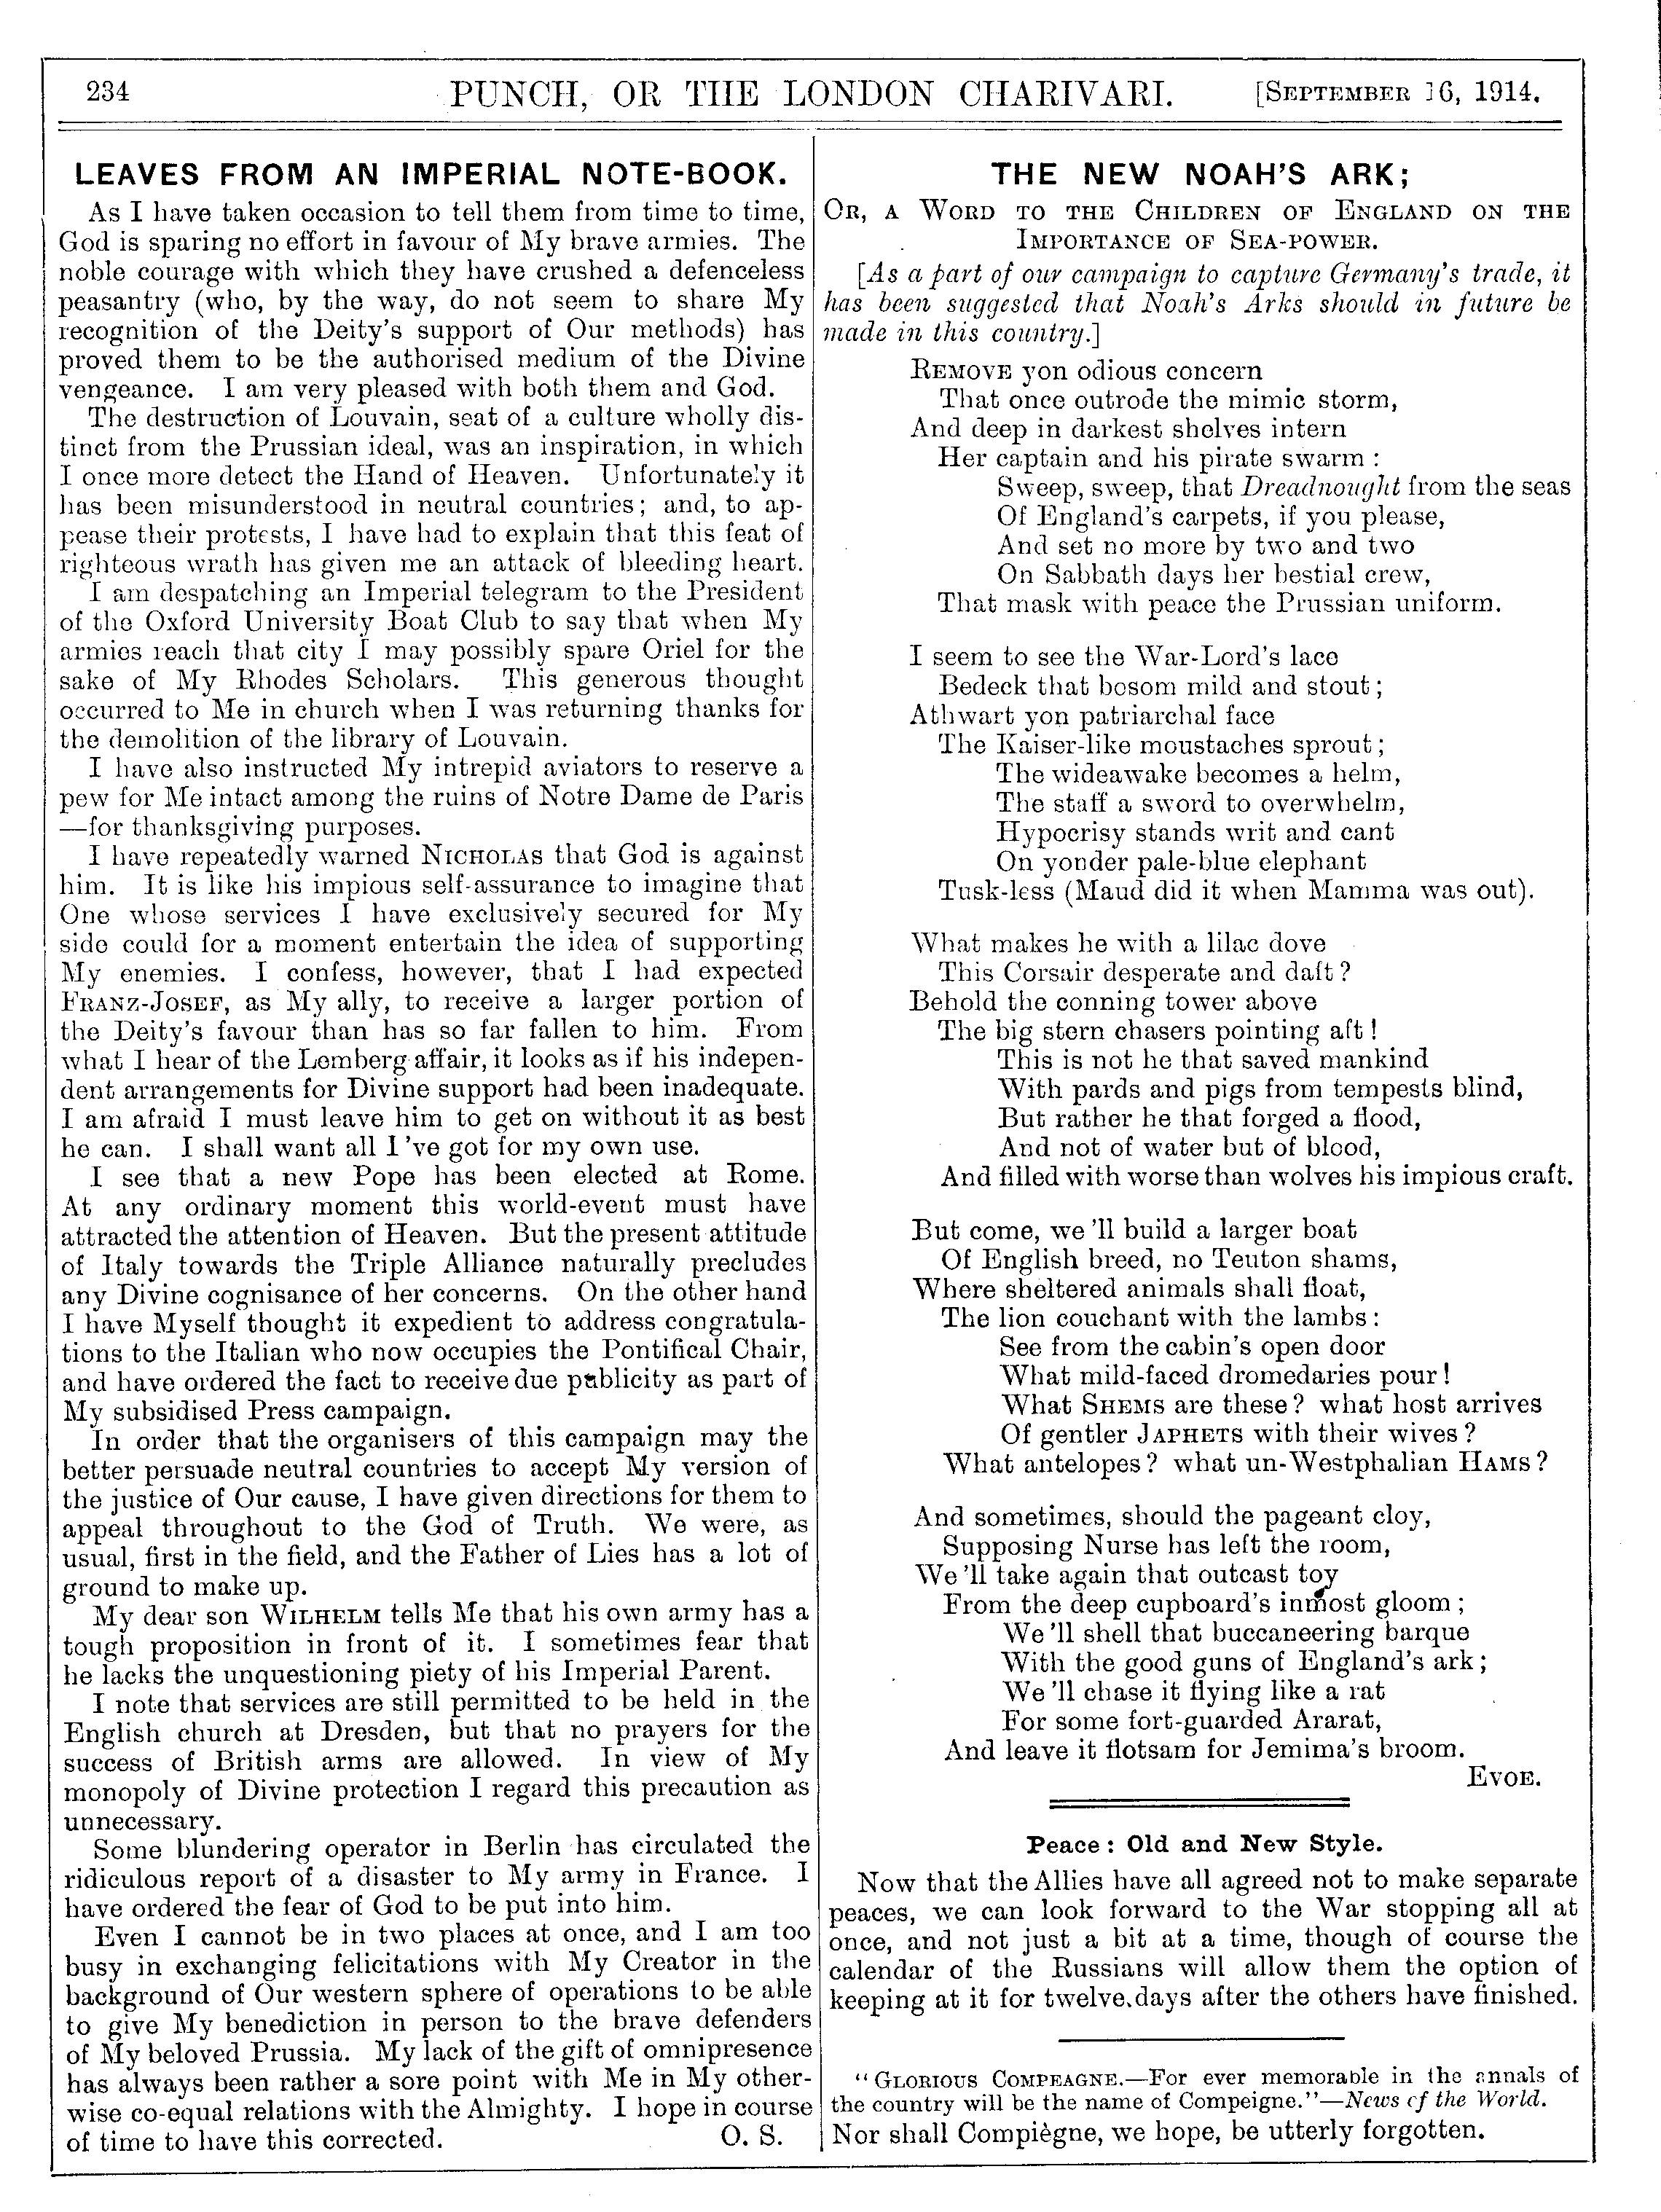 234 PUNCH, OR THE LONDON CHARIVARI. [SEPTEMBER 16, 1914.
LEAVES FROM AN IMPERIAL NOTE-BOOK.
As I have taken occasion to tell them from time to time,
God is sparing no effort in favour of My brave armies. The
noble courage with which they have crushed a defenceless
peasantry (who, by the way, do not seem to share My
recognition of the Deity's support of Our methods) has
proved them to be the authorised medium of the Divine
vengeance. I am very pleased with both them and God.
The destruction of Louvain, seat of a culture wholly dis-
tinct from the Prussian ideal, was an inspiration, in which
I once more detect the Hand of Heaven. Unfortunately it
has been misunderstood in neutral countries; and, to ap-
pease their protests, I have had to explain that this feat of
righteous wrath has given me an attack of bleeding heart.
I am despatching an Imperial telegram to the President
of the Oxford University Boat Club to say that when My
armies reach that city I may possibly spare Oriel for the
sake of My Rhodes Scholars. This generous thought
occurred to Me in church when I was returning thanks for
the demolition of the library of Louvain.
I have also instructed My intrepid aviators to reserve a
pew for Me intact among the ruins of Notre Dame de Paris
—for thanksgiving purposes.
I have repeatedly warned NICHOLAS that God is against
him. It is like his impious self-assurance to imagine that
One whose services I have exclusively secured for My
side could for a moment entertain the idea of supporting
My enemies. I confess, however, that I had expected
FRANZ-JOSEF, as My ally, to receive a larger portion of
the Deity's favour than has so far fallen to him. From
what I hear of the Lemberg affair, it looks as if his indepen-
dent arrangements for Divine support had been inadequate.
I am afraid I must leave him to get on without it as best
he can. I shall want all I've got for my own use.
I see that a new Pope has been elected at Rome.
At any ordinary moment this world-event must have
attracted the attention of Heaven. But the present attitude
of Italy towards the Triple Alliance naturally precludes
any Divine cognisance of her concerns. On the other hand
I have Myself thought it expedient to address congratula-
tions to the Italian who now occupies the Pontifical Chair,
and have ordered the fact to receive due publicity as part of
My subsidised Press campaign.
In order that the organisers of this campaign may the
better persuade neutral countries to accept My version of
the justice of Our cause, I have given directions for them to
appeal throughout to the God of Truth. We were, as
usual, first in the field, and the Father of Lies has a lot of
ground to make up.
My dear son WILHELM tells Me that his own army has a
tough proposition in front of it. I sometimes fear that
he lacks the unquestioning piety of his Imperial Parent.
I note that services are still permitted to be held in the
English church at Dresden, but that no prayers for the
success of British arms are allowed. In view of My
monopoly of Divine protection I regard this precaution as
unnecessary.
Some blundering operator in Berlin has circulated the
ridiculous report of a disaster to My army in France. I
have ordered the fear of God to be put into him.
Even I cannot be in two places at once, and I am too
busy in exchanging felicitations with My Creator in the
background of Our western sphere of operations to be able
to give My benediction in person to the brave defenders
of My beloved Prussia. My lack of the gift of omnipresence
has always been rather a sore point with Me in My other-
wise co-equal relations with the Almighty. I hope in course
of time to have this corrected. O. S.
THE NEW NOAH'S ARK;
OR, A WORD TO THE CHILDREN OF ENGLAND ON THE
IMPORTANCE OF SEA-POWER.
[As a part of our campaign to capture Germany's trade, it
has been suggested that Noah's Arks should in future be
made in this country.]
REMOVE yon odious concern
That once outrode the mimic storm,
And deep in darkest shelves intern
Her captain and his pirate swarm:
Sweep, sweep, that Dreadnought from the seas
Of England's carpets, if you please,
And set no more by two and two
On Sabbath days her bestial crew,
That mask with peace the Prussian uniform.
I seem to see the War-Lord's lace
Bedeck that bosom mild and stout;
Athwart yon patriarchal face
The Kaiser-like moustaches sprout;
The wideawake becomes a helm,
The staff a sword to overwhelm,
Hypocrisy stands writ and cant
On yonder pale-blue elephant
Tusk-less (Maud did it when Mamma was out).
What makes he with a lilac dove
This Corsair desperate and daft?
Behold the conning tower above
The big stern chasers pointing aft!
This is not he that saved mankind
With pards and pigs from tempests blind,
But rather he that forged a flood,
And not of water but of blood,
And filled with worse than wolves his impious craft.
But come, we'll build a larger boat
Of English breed, no Teuton shams,
Where sheltered animals shall float,
The lion couchant with the lambs:
See from the cabin's open door
What mild-faced dromedaries pour!
What SHEMS are these? what host arrives
Of gentler JAPHETS with their wives?
What antelopes? what un-Westphalian HAMS?
And sometimes, should the pageant cloy,
Supposing Nurse has left the room,
We'll take again that outcast toy
From the deep cupboard's inmost gloom;
We'll shell that buccaneering barque
With the good guns of England's ark;
We'll chase it flying like a rat
For some fort-guarded Ararat,
And leave it flotsam for Jemima's broom.
EVOE.
Peace: Old and New Style.
Now that the Allies have all agreed not to make separate
peaces, we can look forward to the War stopping all at
once, and not just a bit at a time, though of course the
calendar of the Russians will allow them the option of
keeping at it for twelve days after the others have finished.
"GLORIOUS COMPEAGNE.—For ever memorable in the annals of
the country will be the name of Compeigne."—News of the World.
Nor shall Compiègne, we hope, be utterly forgotten.